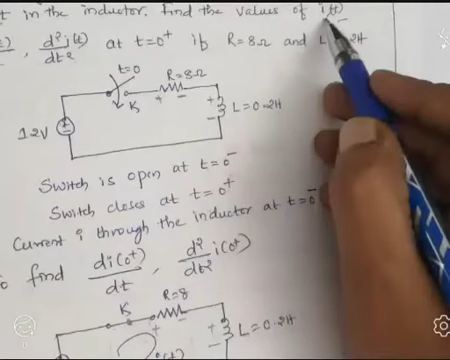 in the inductor. Find the values of i(t)
d²i(t)/dt² at t=0⁺ if R=8Ω and
t=0
R=8Ω
K
+ -
+
-
12V
L=0.2H
Switch is open at t=0⁻
Switch closes at t=0⁺
Current i through the inductor at t=0⁻
find di(0⁺)/dt , d²/dt² i(0⁺)
K
R=8
+ -
+
-
L=0.2H